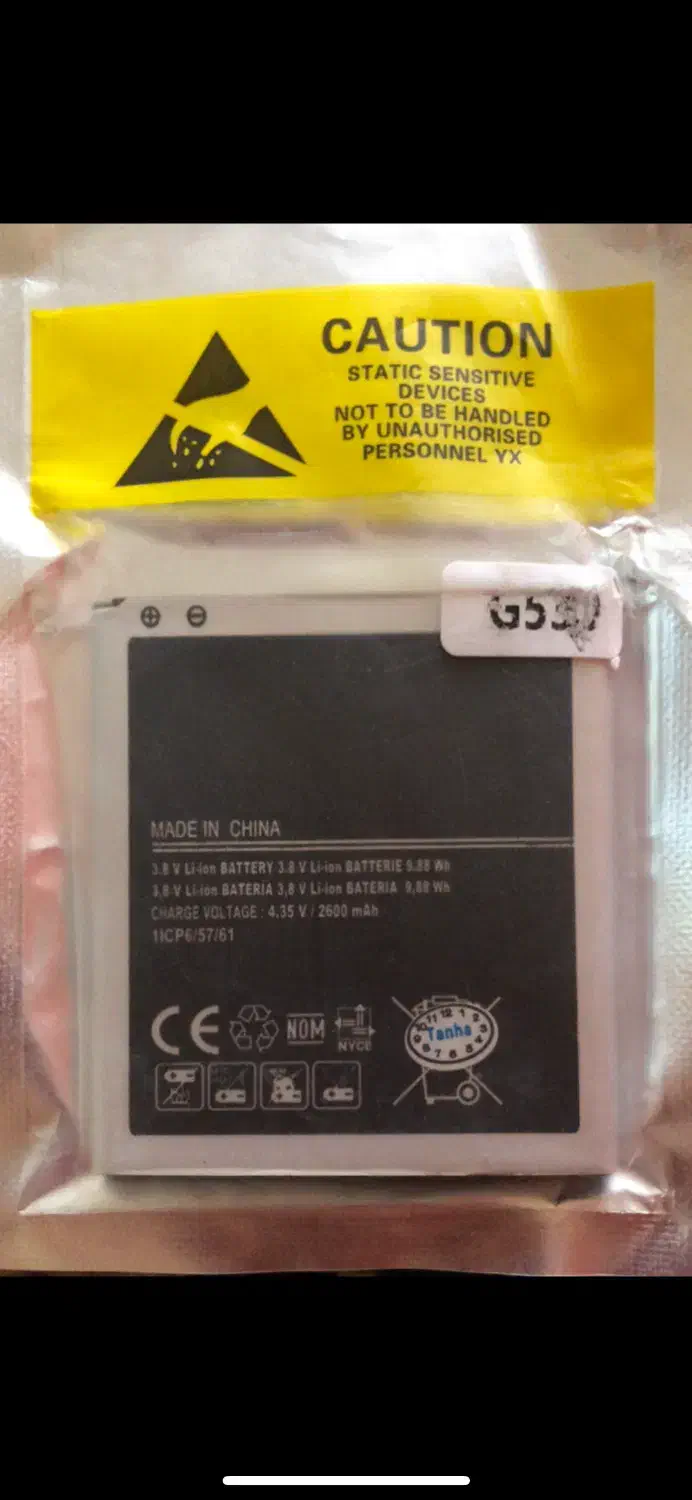 CAUTION
STATIC SENSITIVE
DEVICES
NOT TO BE HANDLED
BY UNAUTHORISED
PERSONNEL YX
MADE IN CHINA
3.8 V Li-ion BATTERY 3.8 V Li-ion BATTERIE 9.88 Wh
3,8 V Li-ion BATERÍA 3,8 V Li-ion BATERIA 9,88 Wh
CHARGE VOLTAGE : 4.35 V / 2600 mAh
1ICP6/57/61
CE
NOM
NYCE
Tanha